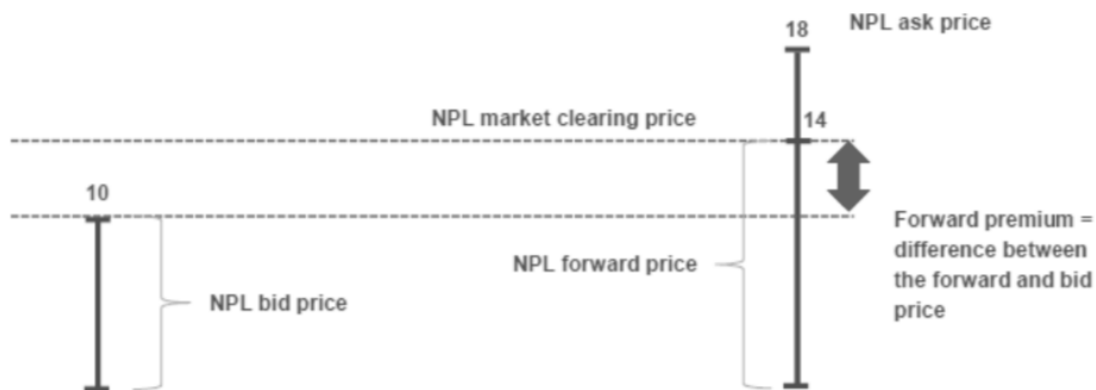 NPL ask price
18
NPL market clearing price
14
10
Forward premium =
difference between
the forward and bid
price
NPL forward price
NPL bid price